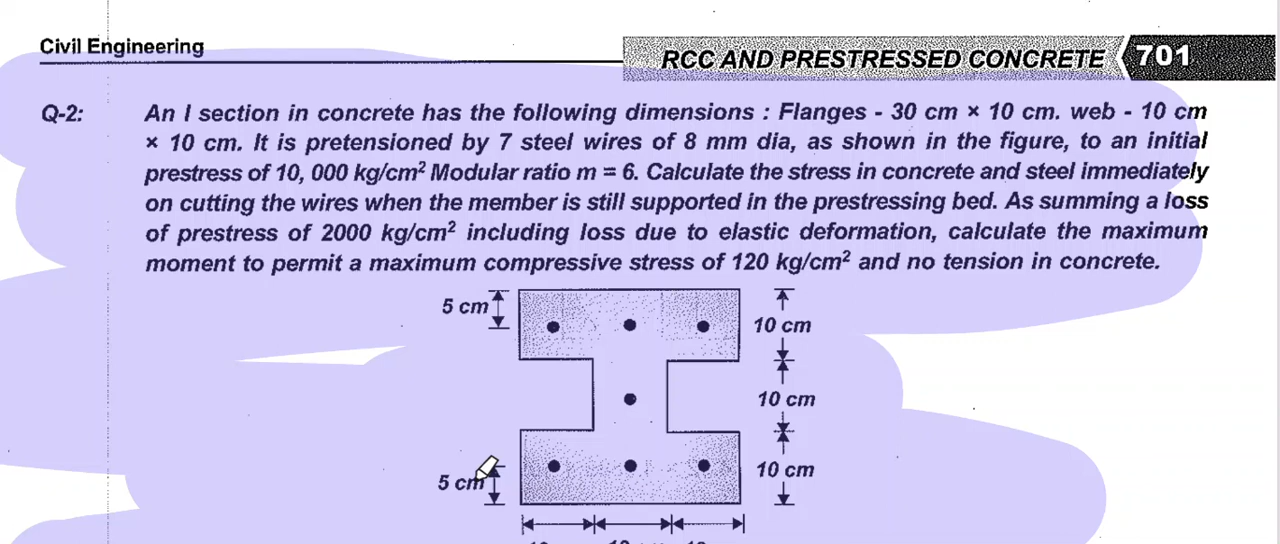 Civil Engineering
RCC AND PRESTRESSED CONCRETE 701
Q-2: An I section in concrete has the following dimensions : Flanges - 30 cm × 10 cm. web - 10 cm
× 10 cm. It is pretensioned by 7 steel wires of 8 mm dia, as shown in the figure, to an initial
prestress of 10, 000 kg/cm² Modular ratio m = 6. Calculate the stress in concrete and steel immediately
on cutting the wires when the member is still supported in the prestressing bed. As summing a loss
of prestress of 2000 kg/cm² including loss due to elastic deformation, calculate the maximum
moment to permit a maximum compressive stress of 120 kg/cm² and no tension in concrete.
5 cm
10 cm
10 cm
10 cm
5 cm